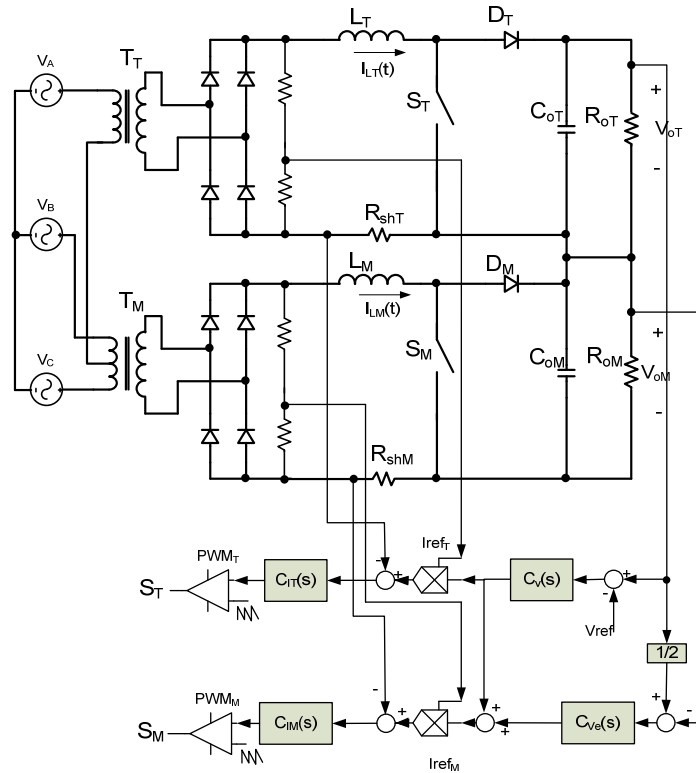 L_T
D_T
V_A
T_T
I_LT(t)
S_T
C_oT
R_oT
+
V_oT
-
V_B
R_shT
L_M
D_M
T_M
I_LM(t)
V_C
S_M
C_oM
R_oM
+
V_oM
-
R_shM
Iref_T
PWM_T
S_T
C_IT(s)
-
+
C_v(s)
+
-
Vref
1/2
PWM_M
S_M
C_IM(s)
-
+
+
+
C_Ve(s)
+
-
Iref_M